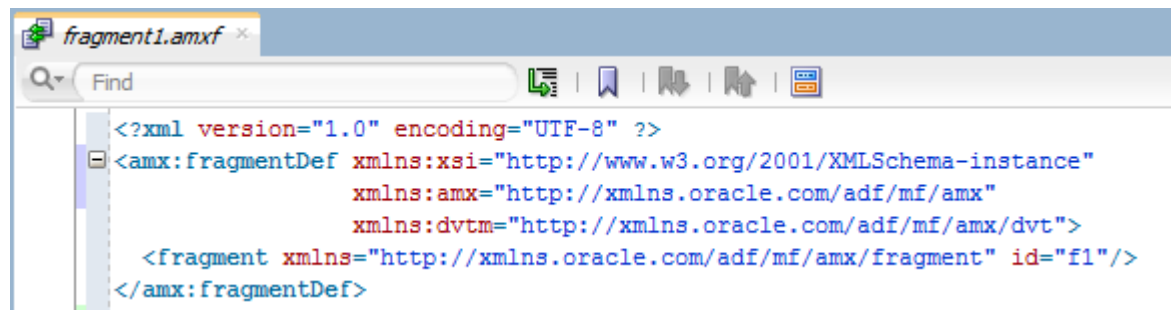 fragment1.amxf
Find
<?xml version="1.0" encoding="UTF-8" ?>
<amx:fragmentDef xmlns:xsi="http://www.w3.org/2001/XMLSchema-instance"
xmlns:amx="http://xmlns.oracle.com/adf/mf/amx"
xmlns:dvtm="http://xmlns.oracle.com/adf/mf/amx/dvt">
<fragment xmlns="http://xmlns.oracle.com/adf/mf/amx/fragment" id="f1"/>
</amx:fragmentDef>